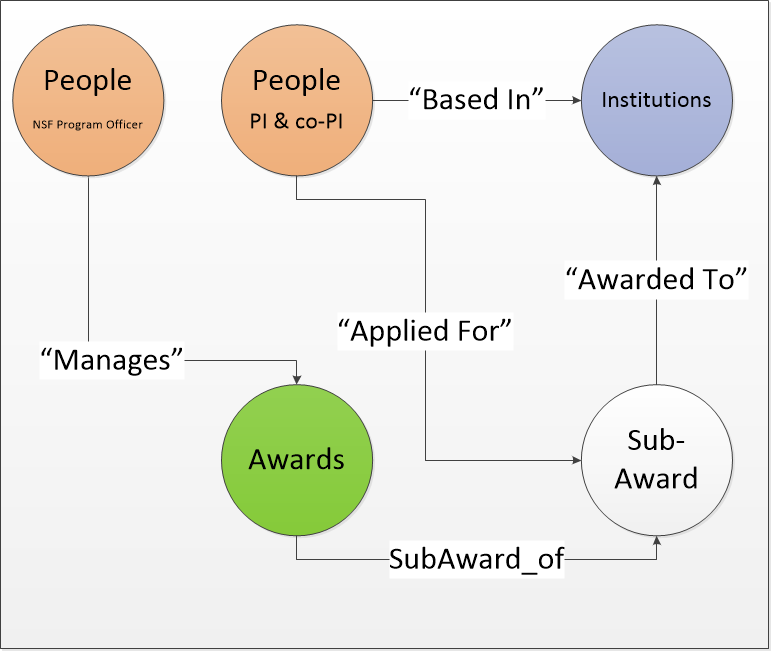 People
NSF Program Officer
People
PI & co-PI
“Based In”
Institutions
“Awarded To”
“Applied For”
“Manages”
Awards
Sub-
Award
SubAward_of